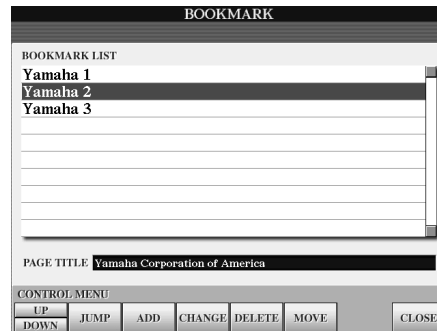 BOOKMARK
BOOKMARK LIST
Yamaha 1
Yamaha 2
Yamaha 3
PAGE TITLE Yamaha Corporation of America
CONTROL MENU
UP
DOWN
JUMP ADD CHANGE DELETE MOVE CLOSE